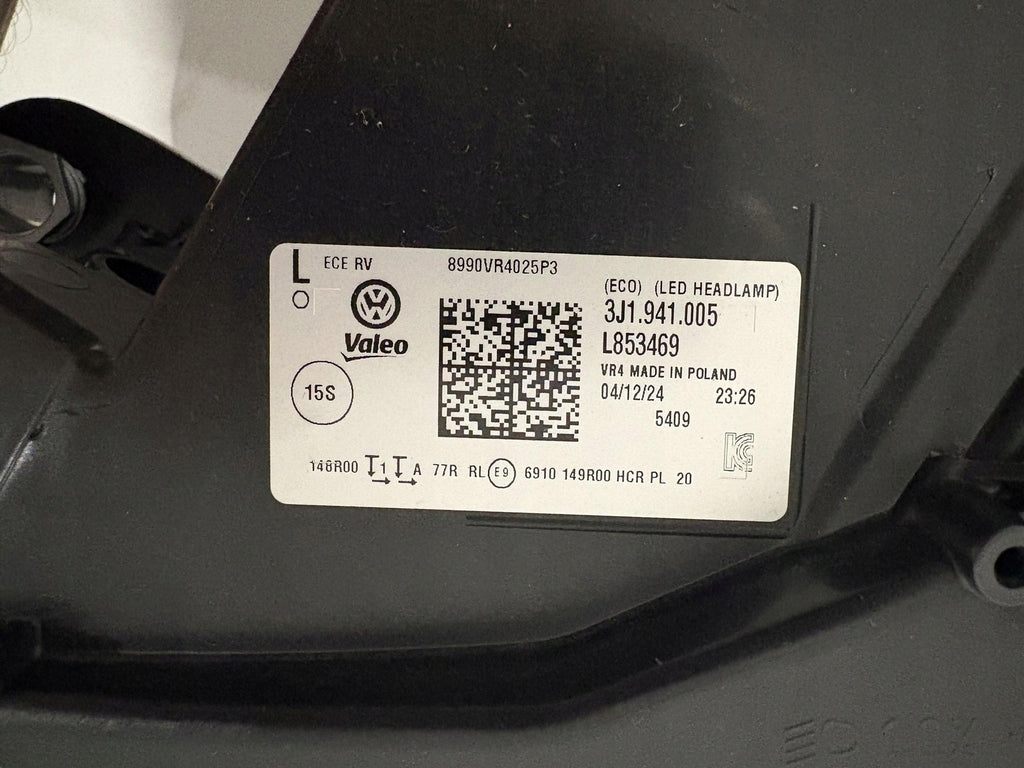 L ECE RV 8990VR4025P3
(ECO) (LED HEADLAMP)
3J1.941.005
Valeo
L853469
VR4 MADE IN POLAND
15S
04/12/24 23:26
5409
KC
148R00 1 A 77R RL E9 6910 149R00 HCR PL 20